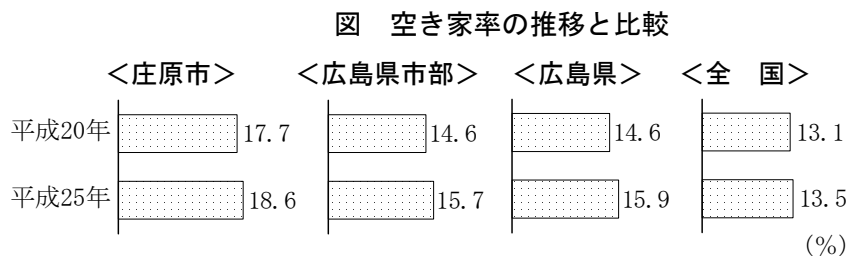 図　空き家率の推移と比較
＜庄原市＞　＜広島県市部＞　＜広島県＞　＜全　国＞
平成20年　17.7　14.6　14.6　13.1
平成25年　18.6　15.7　15.9　13.5
(%)